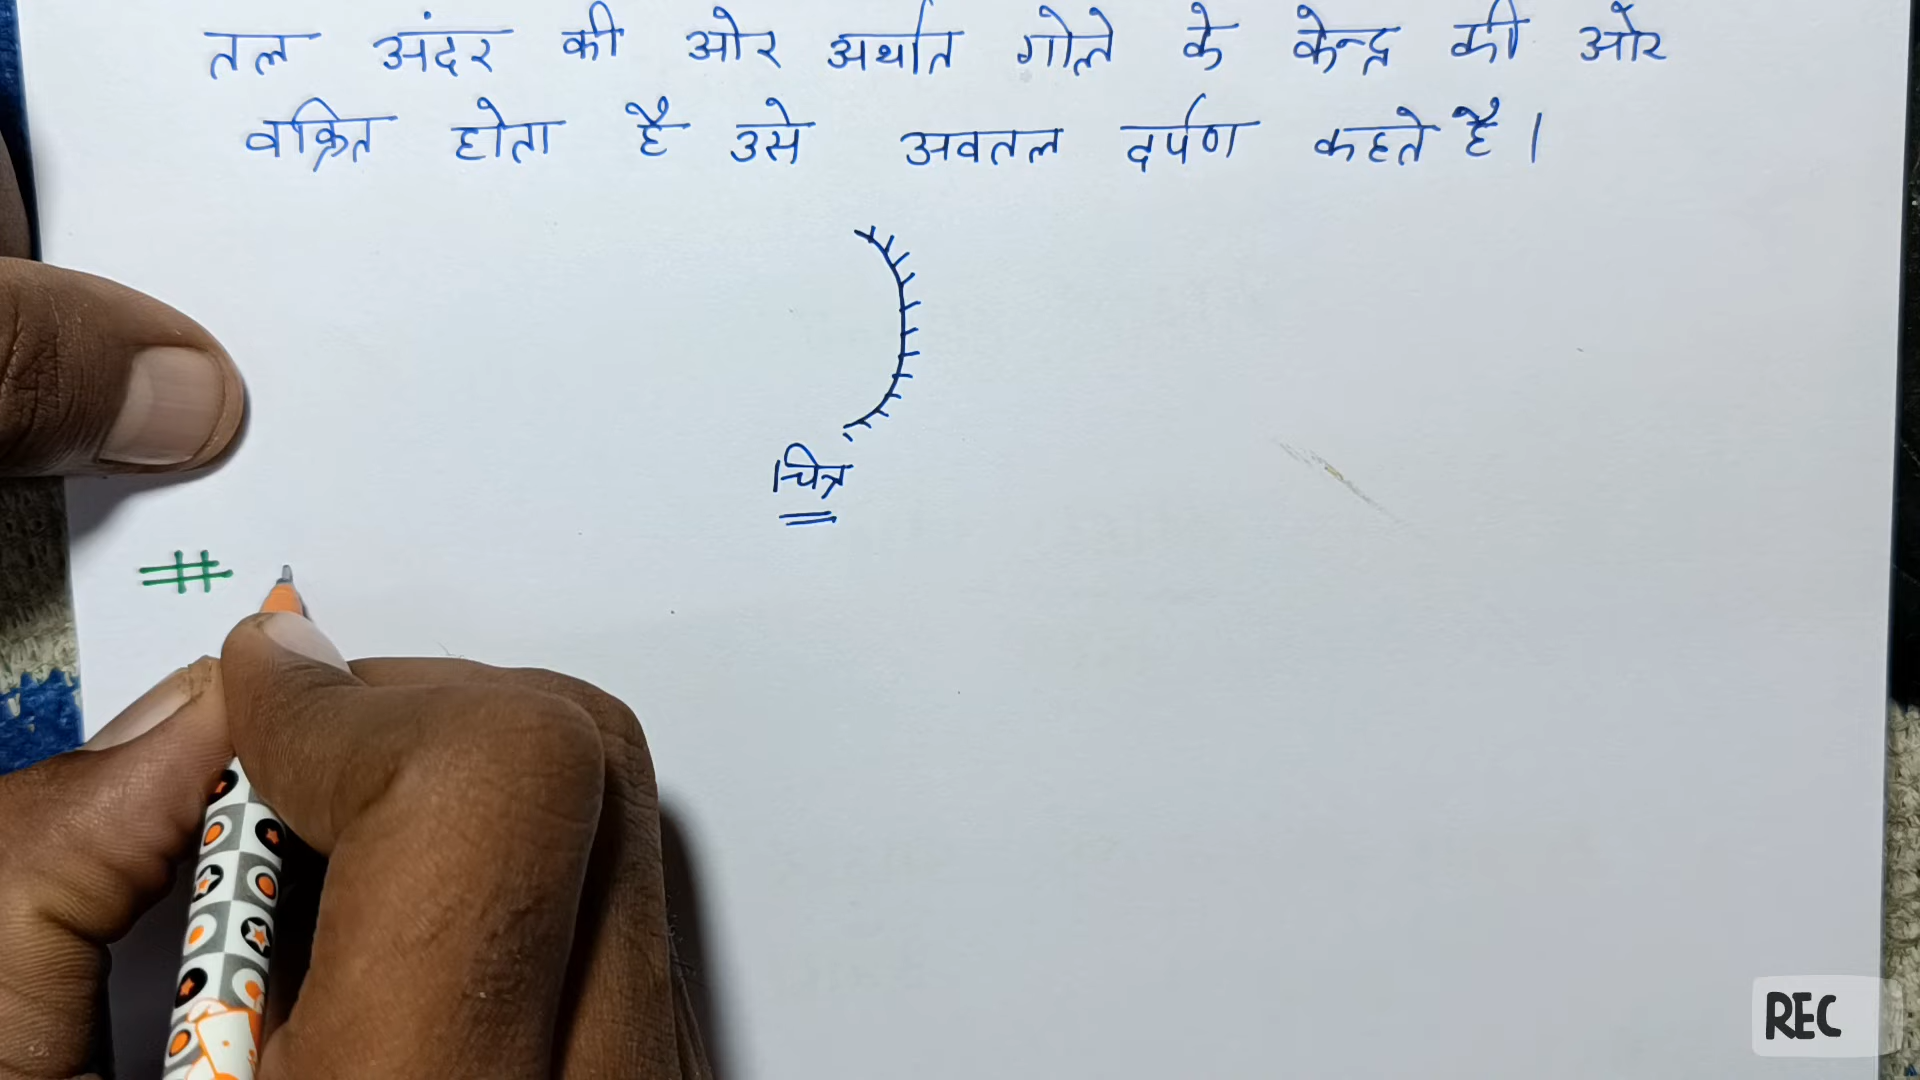 तल अंदर की ओर अर्थात गोले के केन्द्र की ओर
वक्रित होता है उसे अवतल दर्पण कहते है ।
चित्र
#
REC